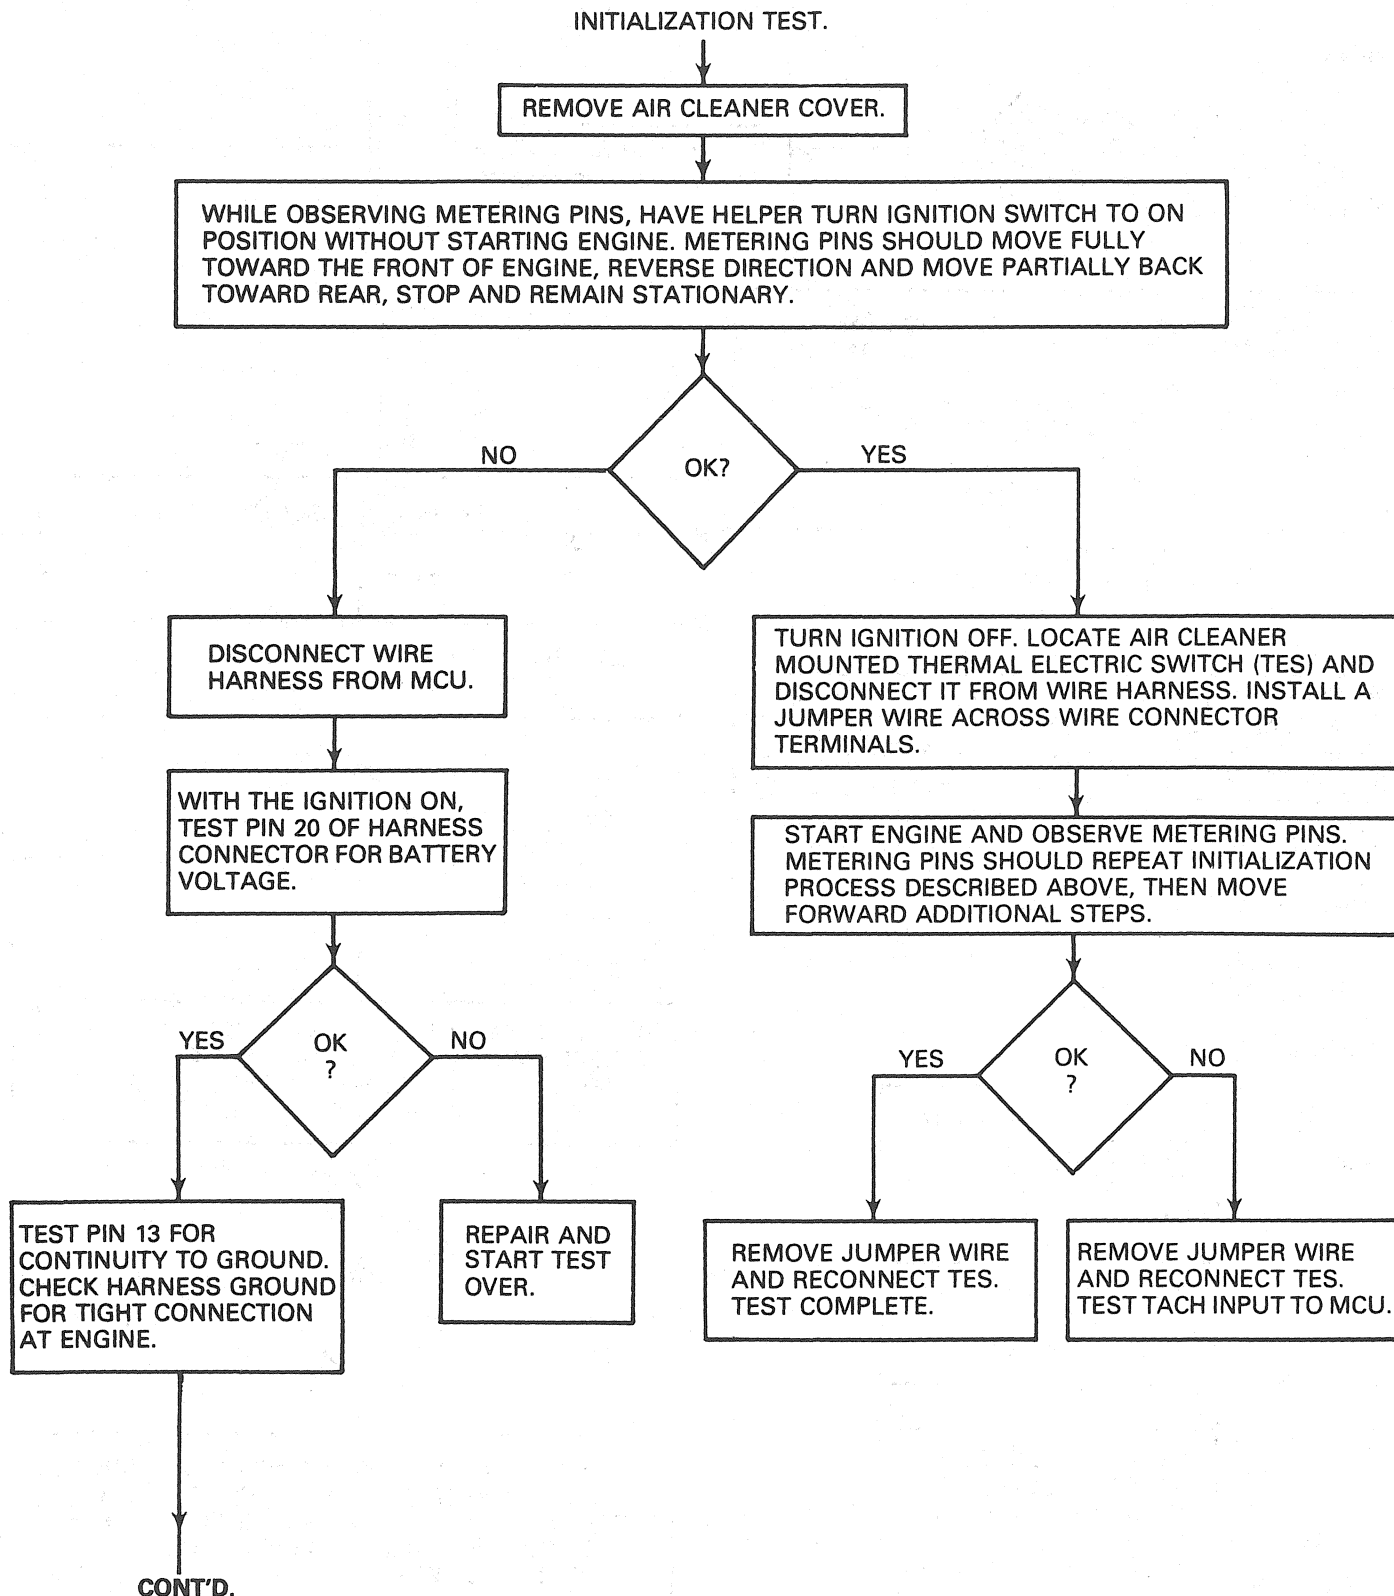 INITIALIZATION TEST.
REMOVE AIR CLEANER COVER.
WHILE OBSERVING METERING PINS, HAVE HELPER TURN IGNITION SWITCH TO ON
POSITION WITHOUT STARTING ENGINE. METERING PINS SHOULD MOVE FULLY
TOWARD THE FRONT OF ENGINE, REVERSE DIRECTION AND MOVE PARTIALLY BACK
TOWARD REAR, STOP AND REMAIN STATIONARY.
NO
OK?
YES
DISCONNECT WIRE
HARNESS FROM MCU.
TURN IGNITION OFF. LOCATE AIR CLEANER
MOUNTED THERMAL ELECTRIC SWITCH (TES) AND
DISCONNECT IT FROM WIRE HARNESS. INSTALL A
JUMPER WIRE ACROSS WIRE CONNECTOR
TERMINALS.
WITH THE IGNITION ON,
TEST PIN 20 OF HARNESS
CONNECTOR FOR BATTERY
VOLTAGE.
START ENGINE AND OBSERVE METERING PINS.
METERING PINS SHOULD REPEAT INITIALIZATION
PROCESS DESCRIBED ABOVE, THEN MOVE
FORWARD ADDITIONAL STEPS.
YES
OK
?
NO
YES
OK
?
NO
TEST PIN 13 FOR
CONTINUITY TO GROUND.
CHECK HARNESS GROUND
FOR TIGHT CONNECTION
AT ENGINE.
REPAIR AND
START TEST
OVER.
REMOVE JUMPER WIRE
AND RECONNECT TES.
TEST COMPLETE.
REMOVE JUMPER WIRE
AND RECONNECT TES.
TEST TACH INPUT TO MCU.
CONT'D.